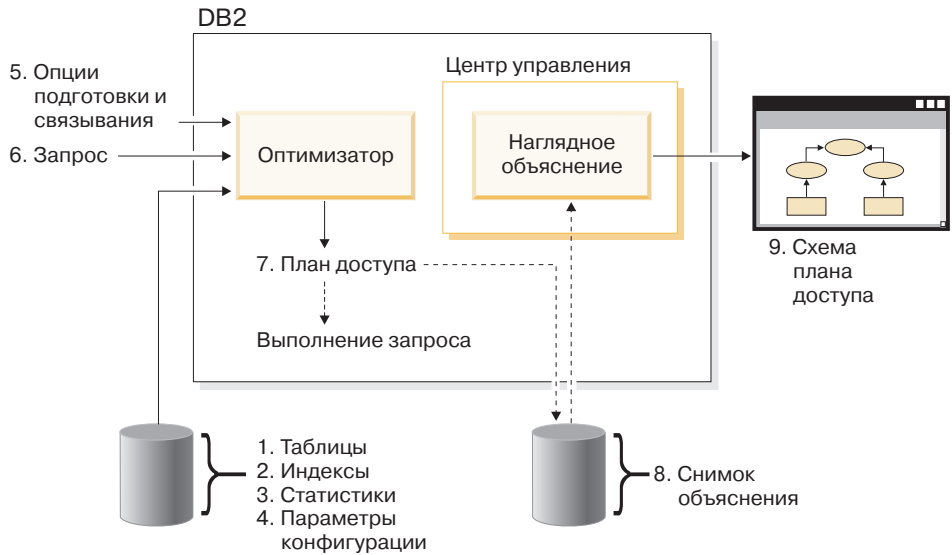 DB2
5. Опции
подготовки и
связывания
6. Запрос
Оптимизатор
Центр управления
Наглядное
объяснение
7. План доступа
Выполнение запроса
9. Схема
плана
доступа
1. Таблицы
2. Индексы
3. Статистики
4. Параметры
конфигурации
8. Снимок
объяснения